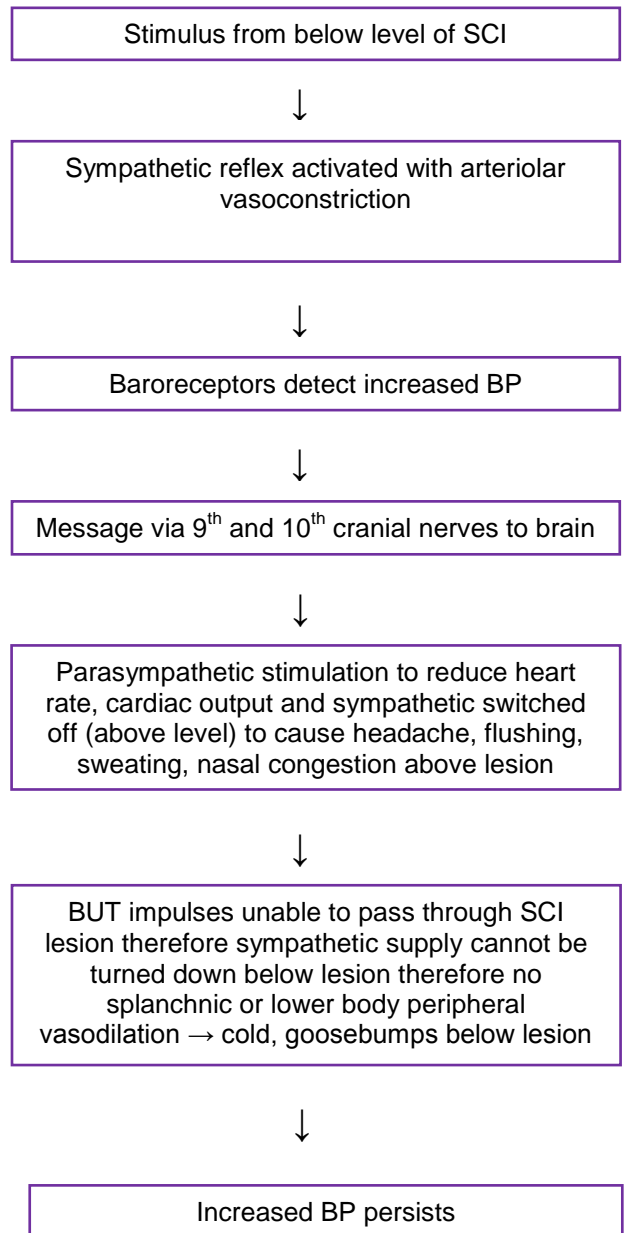 Stimulus from below level of SCI
↓
Sympathetic reflex activated with arteriolar
vasoconstriction
↓
Baroreceptors detect increased BP
↓
Message via 9th and 10th cranial nerves to brain
↓
Parasympathetic stimulation to reduce heart
rate, cardiac output and sympathetic switched
off (above level) to cause headache, flushing,
sweating, nasal congestion above lesion
↓
BUT impulses unable to pass through SCI
lesion therefore sympathetic supply cannot be
turned down below lesion therefore no
splanchnic or lower body peripheral
vasodilation → cold, goosebumps below lesion
↓
Increased BP persists